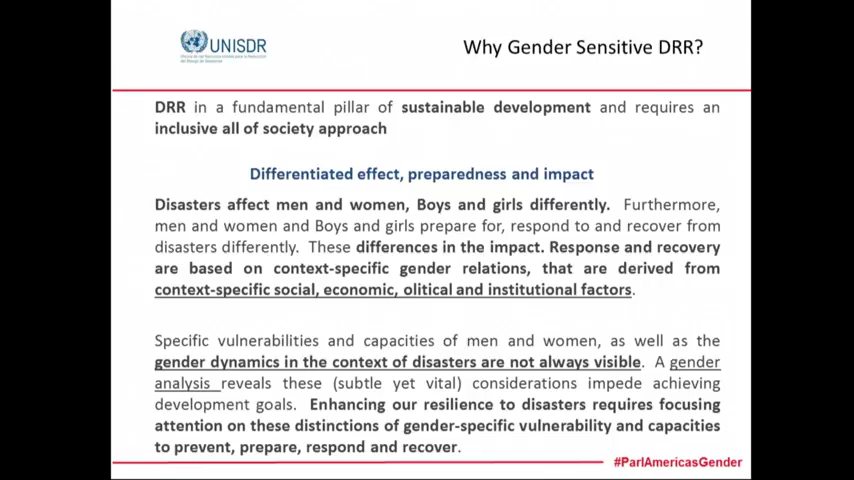 UNISDR
Why Gender Sensitive DRR?
DRR in a fundamental pillar of sustainable development and requires an
inclusive all of society approach
Differentiated effect, preparedness and impact
Disasters affect men and women, Boys and girls differently. Furthermore,
men and women and Boys and girls prepare for, respond to and recover from
disasters differently. These differences in the impact. Response and recovery
are based on context-specific gender relations, that are derived from
context-specific social, economic, olitical and institutional factors.
Specific vulnerabilities and capacities of men and women, as well as the
gender dynamics in the context of disasters are not always visible. A gender
analysis reveals these (subtle yet vital) considerations impede achieving
development goals. Enhancing our resilience to disasters requires focusing
attention on these distinctions of gender-specific vulnerability and capacities
to prevent, prepare, respond and recover.
#ParlAmericasGender